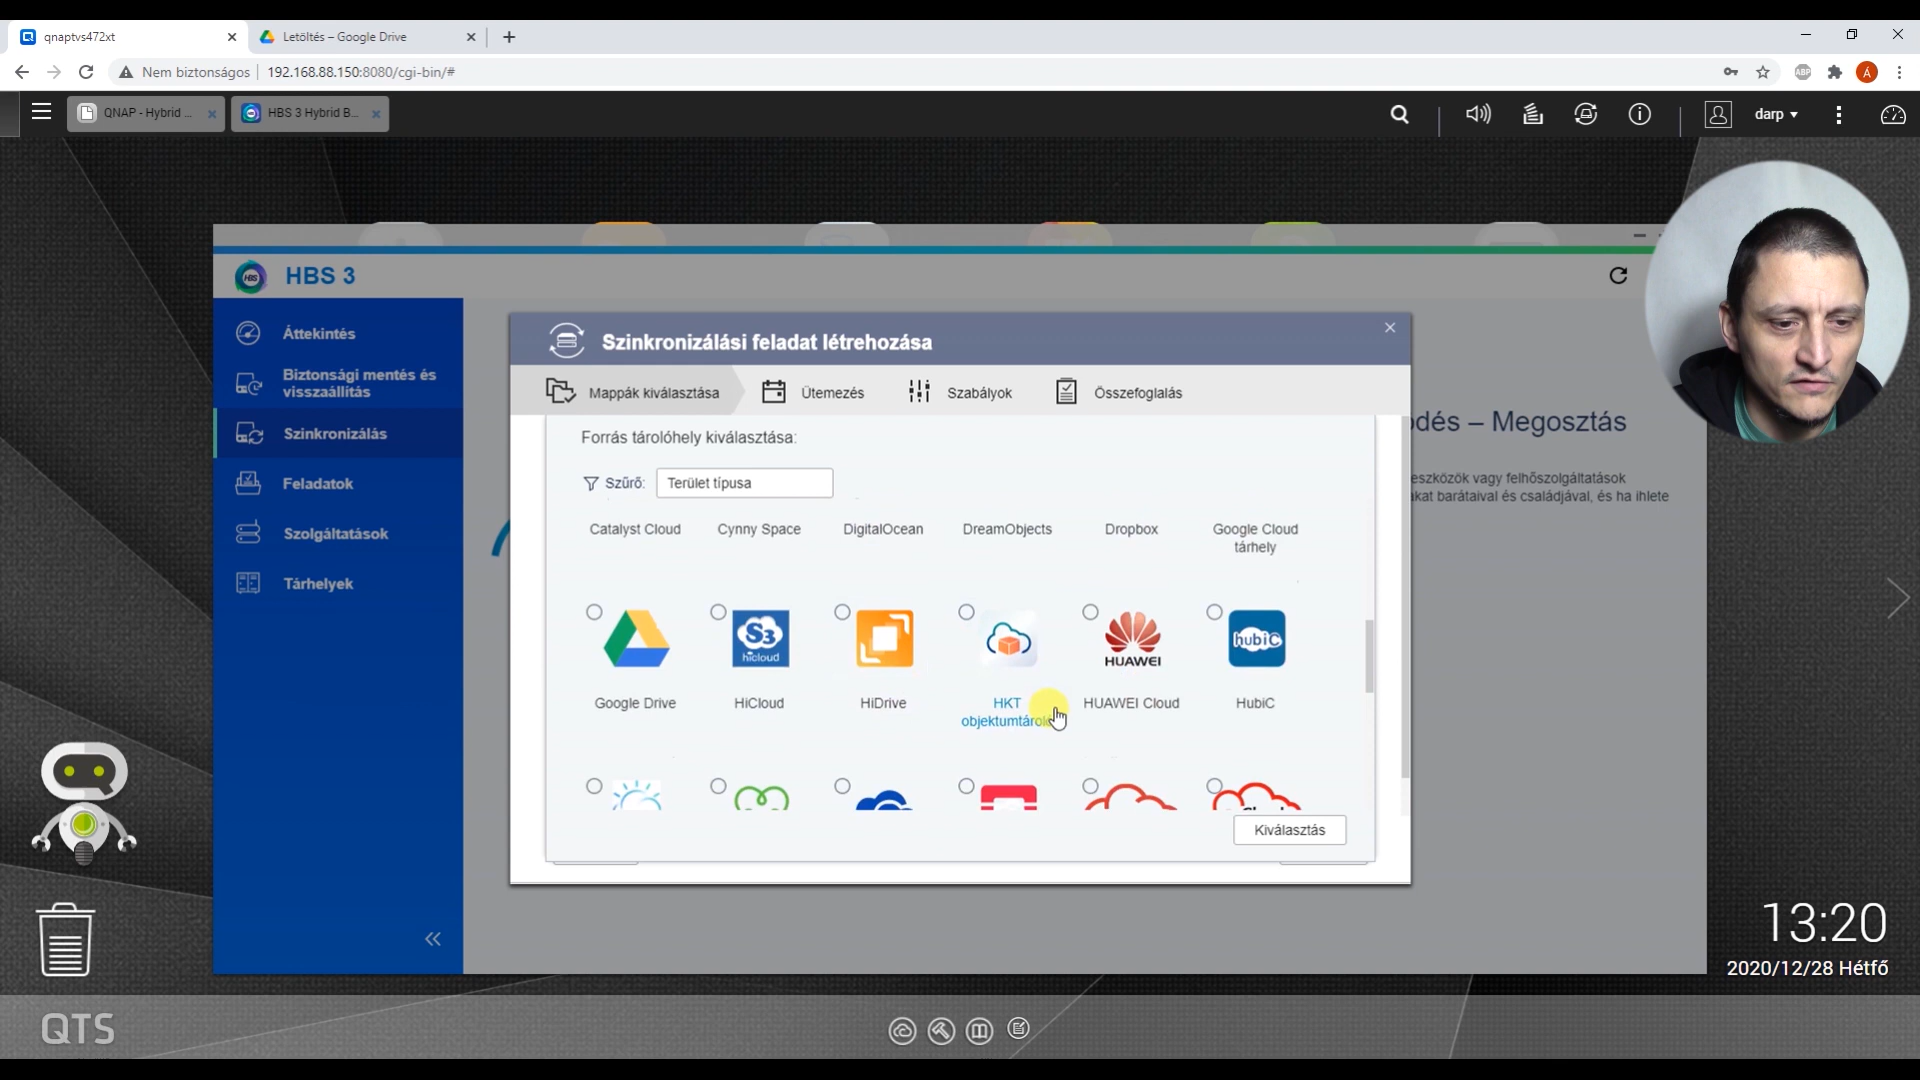 qnaptvs472xt
Letöltés – Google Drive
Nem biztonságos
192.168.88.150:8080/cgi-bin/#
ABP
Á
QNAP - Hybrid ...
HBS 3 Hybrid B...
darp
HBS
HBS 3
Áttekintés
Biztonsági mentés és
visszaállítás
Szinkronizálás
Feladatok
Szolgáltatások
Tárhelyek
Szinkronizálási feladat létrehozása
Mappák kiválasztása
Ütemezés
Szabályok
Összefoglalás
Forrás tárolóhely kiválasztása:
Szűrő:
Terület típusa
Catalyst Cloud
Cynny Space
DigitalOcean
DreamObjects
Dropbox
Google Cloud
tárhely
S3
hicloud
HUAWEI
hubiC
Google Drive
HiCloud
HiDrive
HKT
HUAWEI Cloud
HubiC
Kiválasztás
– Megosztás
eszközök vagy felhőszolgáltatások
barátaival és családjával, és ha ihlete
13:20
2020/12/28 Hétfő
QTS